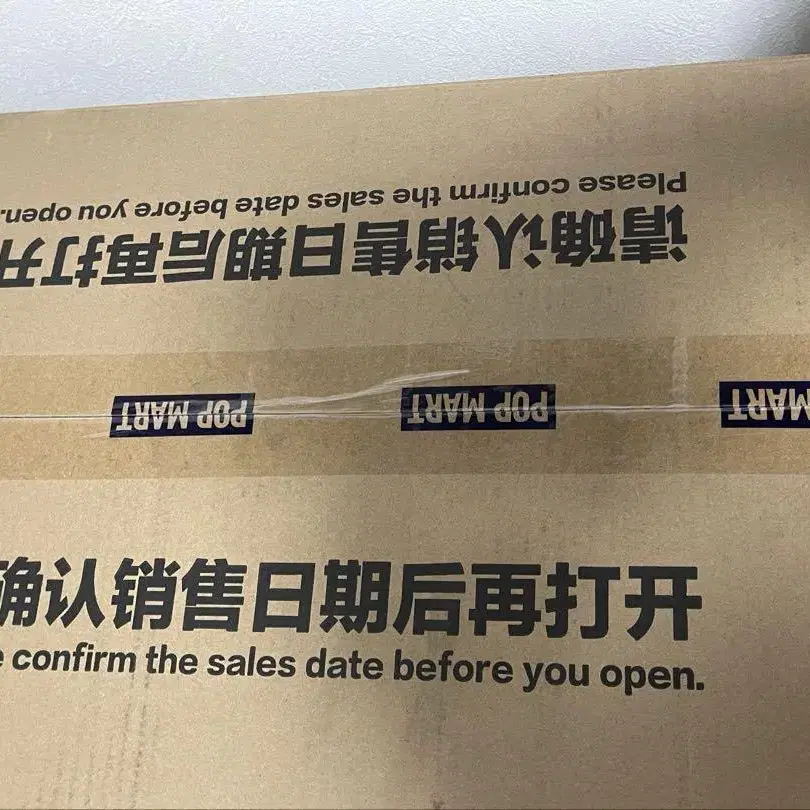 Please confirm the sales date before you open.
请确认销售日期后再打开
POP MART POP MART MART
确认销售日期后再打开
confirm the sales date before you open.